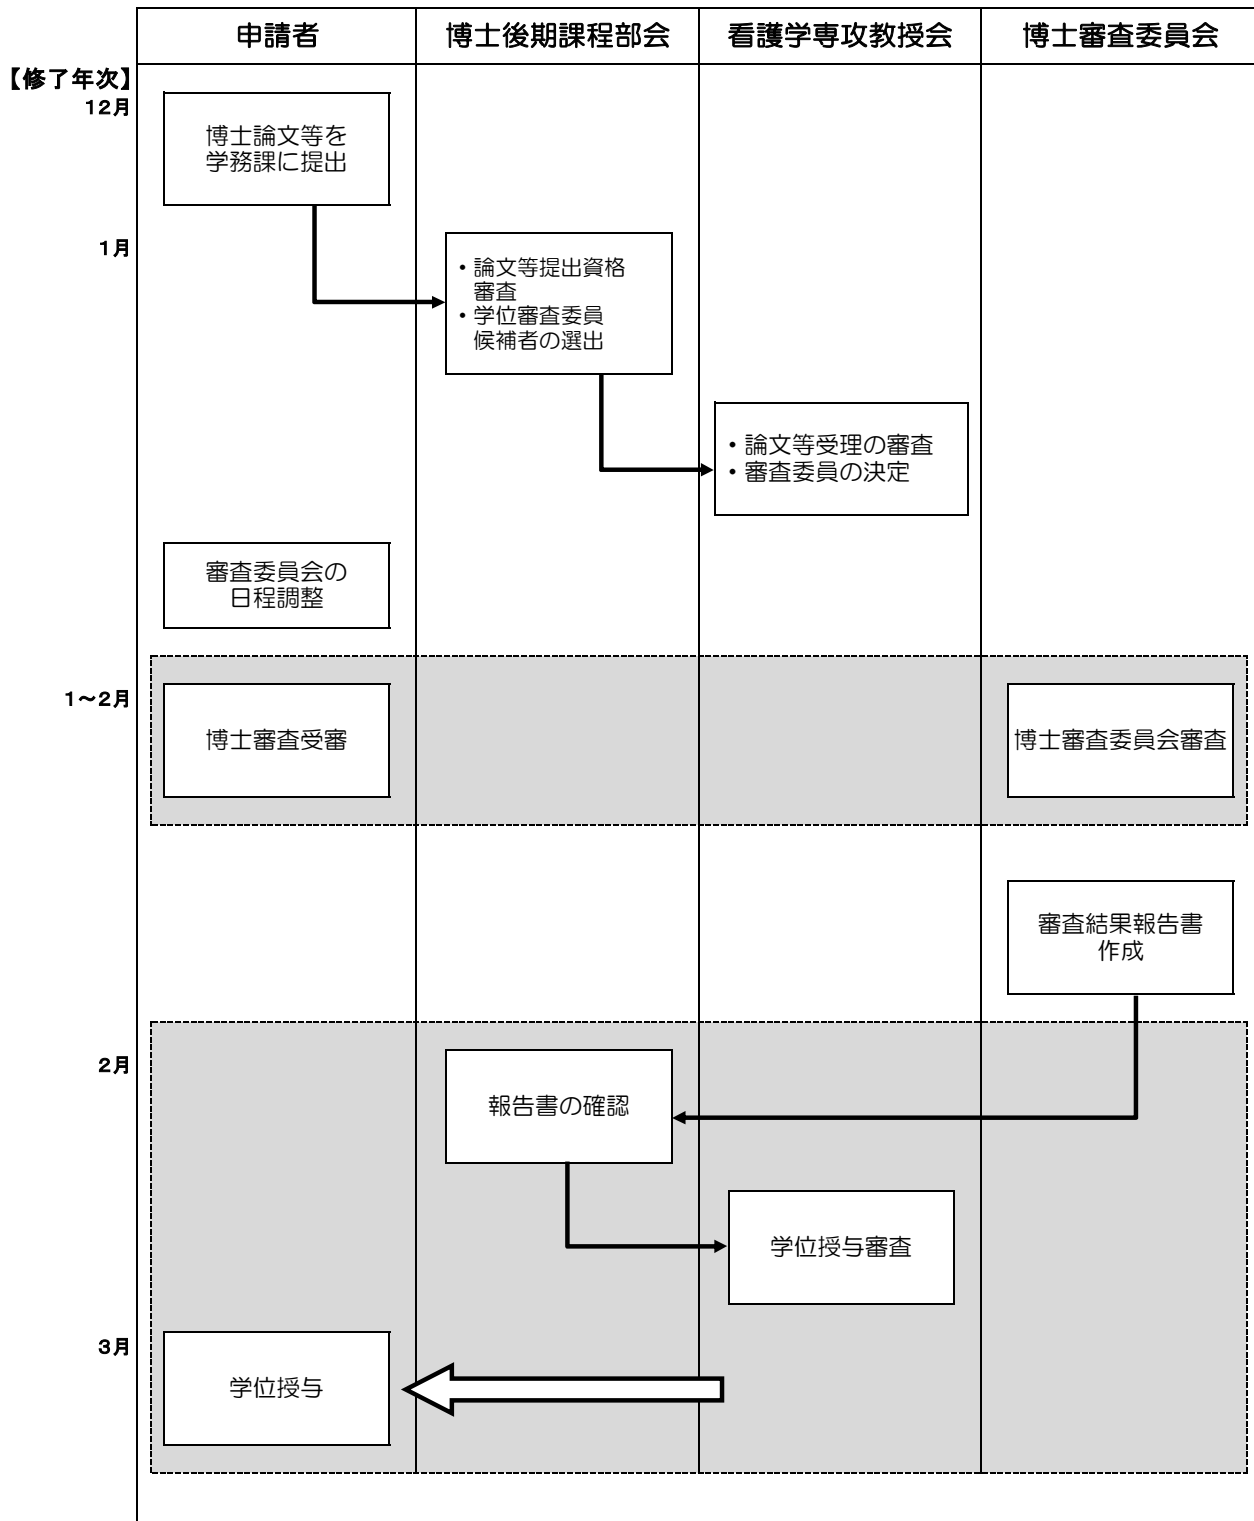 申請者
博士後期課程部会
看護学専攻教授会
博士審査委員会
【修了年次】
12月
博士論文等を
学務課に提出
1月
・論文等提出資格
審査
・学位審査委員
候補者の選出
・論文等受理の審査
・審査委員の決定
審査委員会の
日程調整
1～2月
博士審査受審
博士審査委員会審査
審査結果報告書
作成
2月
報告書の確認
学位授与審査
3月
学位授与